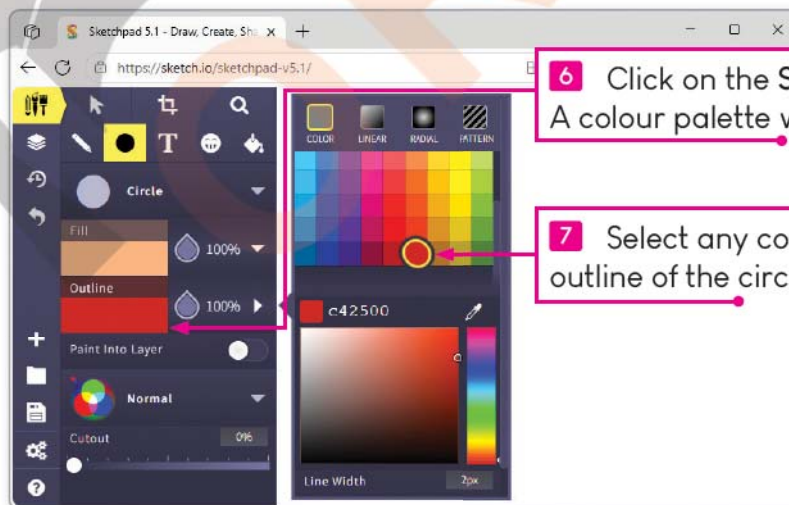 Sketchpad 5.1 - Draw, Create, Sha
https://sketch.io/sketchpad-v5.1/
6 Click on the S
A colour palette w
COLOR LINEAR RADIAL PATTERN
T
Circle
Fill
100%
7 Select any co
outline of the circ
Outline
100%
c42500
Paint Into Layer
Normal
Cutout 0%
Line Width 2px